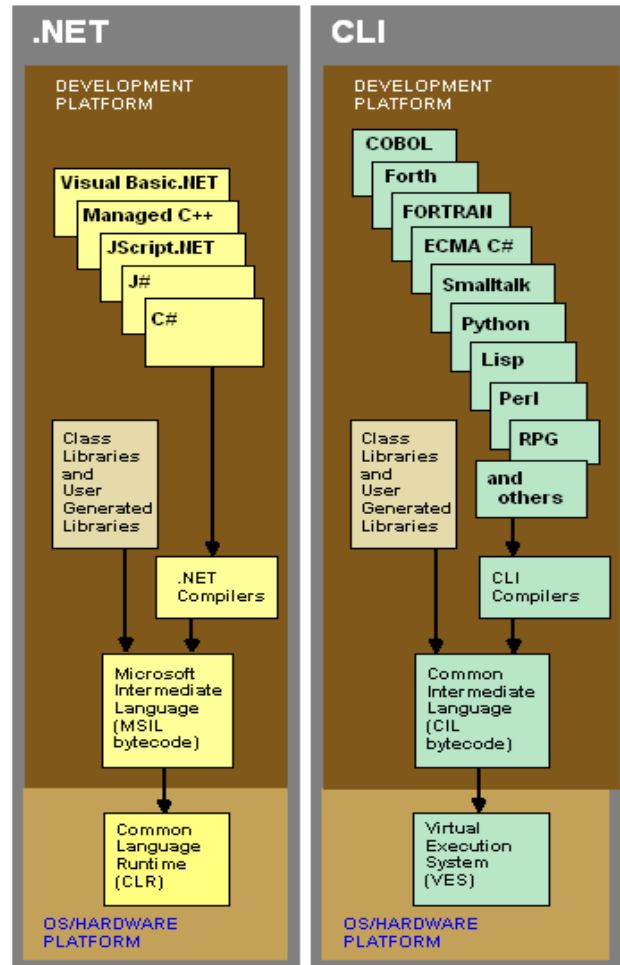 .NET
DEVELOPMENT
PLATFORM
Visual Basic.NET
Managed C++
JScript.NET
J#
C#
Class
Libraries
and
User
Generated
Libraries
.NET
Compilers
Microsoft
Intermediate
Language
(MSIL
bytecode)
Common
Language
Runtime
(CLR)
OS/HARDWARE
PLATFORM
CLI
DEVELOPMENT
PLATFORM
COBOL
Forth
FORTRAN
ECMA C#
Smalltalk
Python
Lisp
Perl
RPG
and
others
Class
Libraries
and
User
Generated
Libraries
CLI
Compilers
Common
Intermediate
Language
(CIL
bytecode)
Virtual
Execution
System
(VES)
OS/HARDWARE
PLATFORM